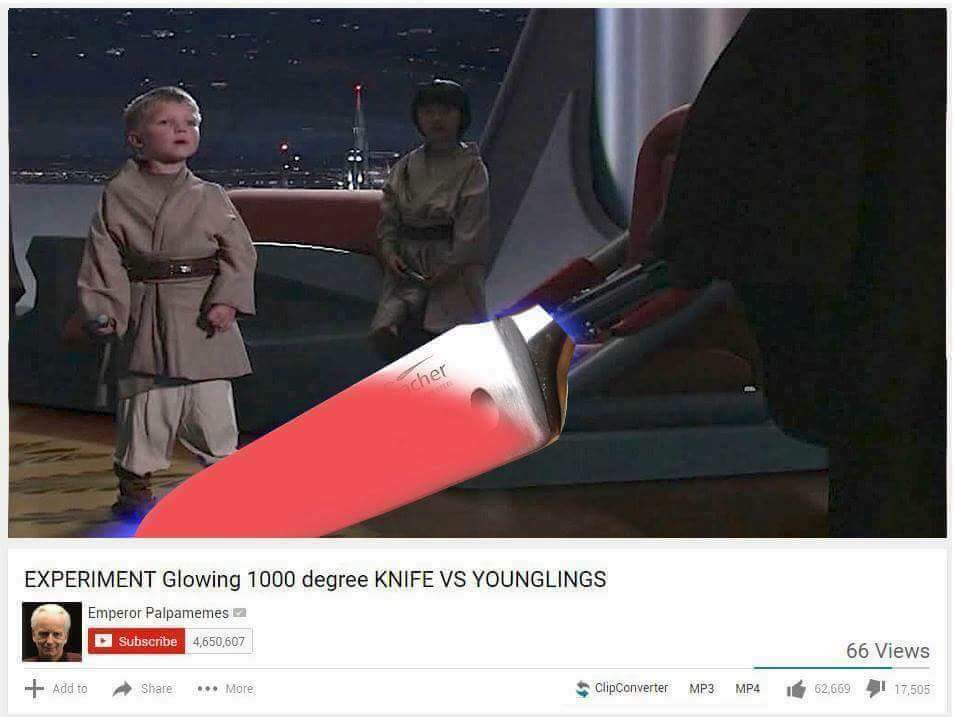 cher
EXPERIMENT Glowing 1000 degree KNIFE VS YOUNGLINGS
Emperor Palpamemes
Subscribe 4,650,607
66 Views
Add to Share More ClipConverter MP3 MP4 62,669 17,505